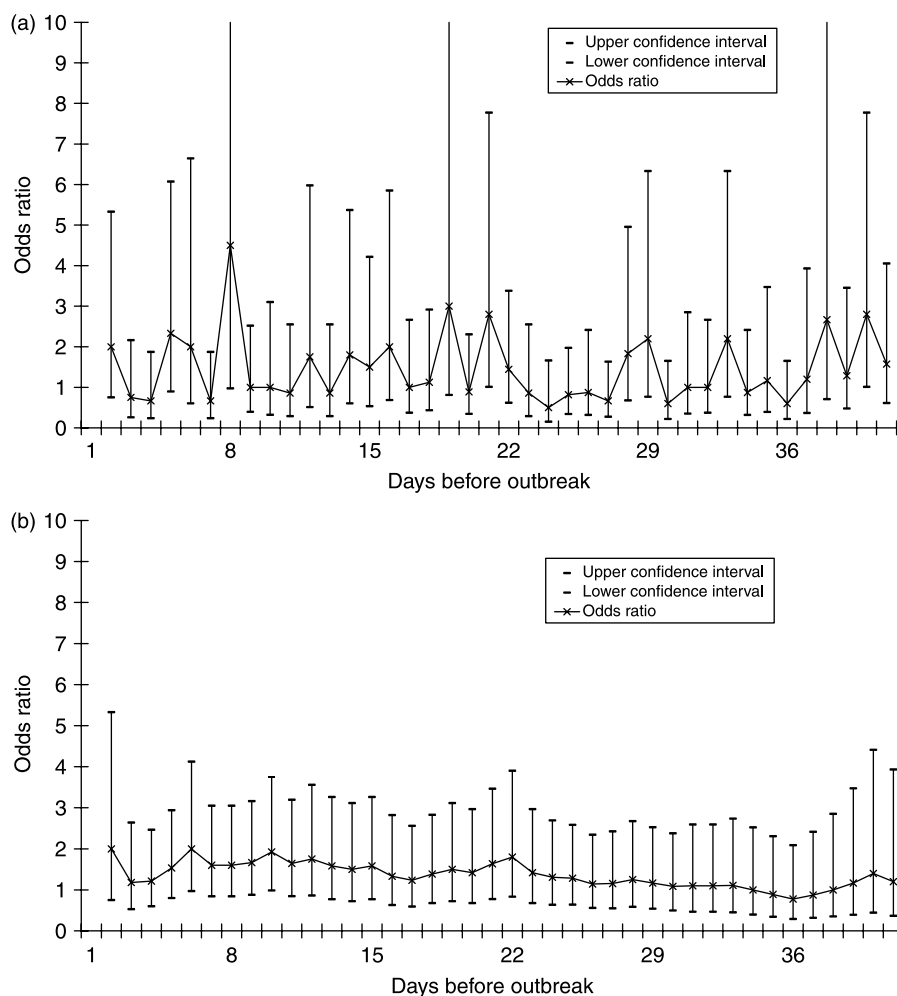 (a)
10
9
8
7
6
5
4
3
2
1
0
Odds ratio
Upper confidence interval
Lower confidence interval
Odds ratio
1 8 15 22 29 36
Days before outbreak
(b)
10
9
8
7
6
5
4
3
2
1
0
Odds ratio
Upper confidence interval
Lower confidence interval
Odds ratio
1 8 15 22 29 36
Days before outbreak